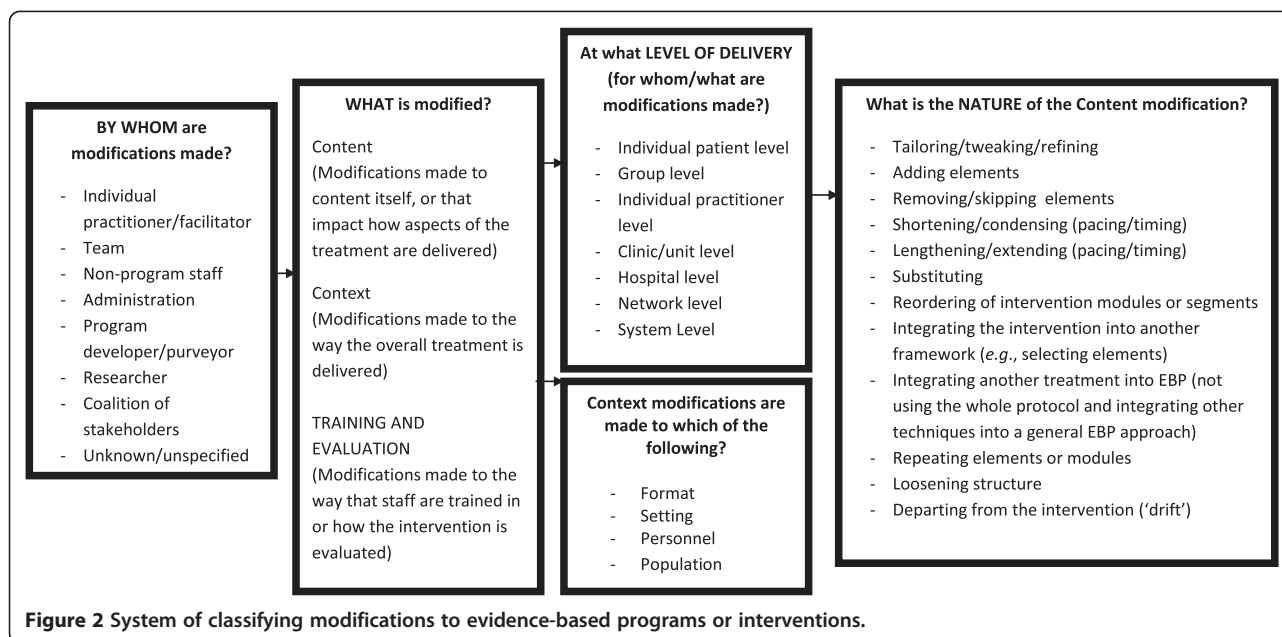 BY WHOM are
modifications made?
- Individual
practitioner/facilitator
- Team
- Non-program staff
- Administration
- Program
developer/purveyor
- Researcher
- Coalition of
stakeholders
- Unknown/unspecified
WHAT is modified?
Content
(Modifications made to
content itself, or that
impact how aspects of the
treatment are delivered)
Context
(Modifications made to the
way the overall treatment is
delivered)
TRAINING AND
EVALUATION
(Modifications made to the
way that staff are trained in
or how the intervention is
evaluated)
At what LEVEL OF DELIVERY
(for whom/what are
modifications made?)
- Individual patient level
- Group level
- Individual practitioner
level
- Clinic/unit level
- Hospital level
- Network level
- System Level
Context modifications are
made to which of the
following?
- Format
- Setting
- Personnel
- Population
What is the NATURE of the Content modification?
- Tailoring/tweaking/refining
- Adding elements
- Removing/skipping elements
- Shortening/condensing (pacing/timing)
- Lengthening/extending (pacing/timing)
- Substituting
- Reordering of intervention modules or segments
- Integrating the intervention into another
framework (e.g., selecting elements)
- Integrating another treatment into EBP (not
using the whole protocol and integrating other
techniques into a general EBP approach)
- Repeating elements or modules
- Loosening structure
- Departing from the intervention (‘drift’)
Figure 2 System of classifying modifications to evidence-based programs or interventions.